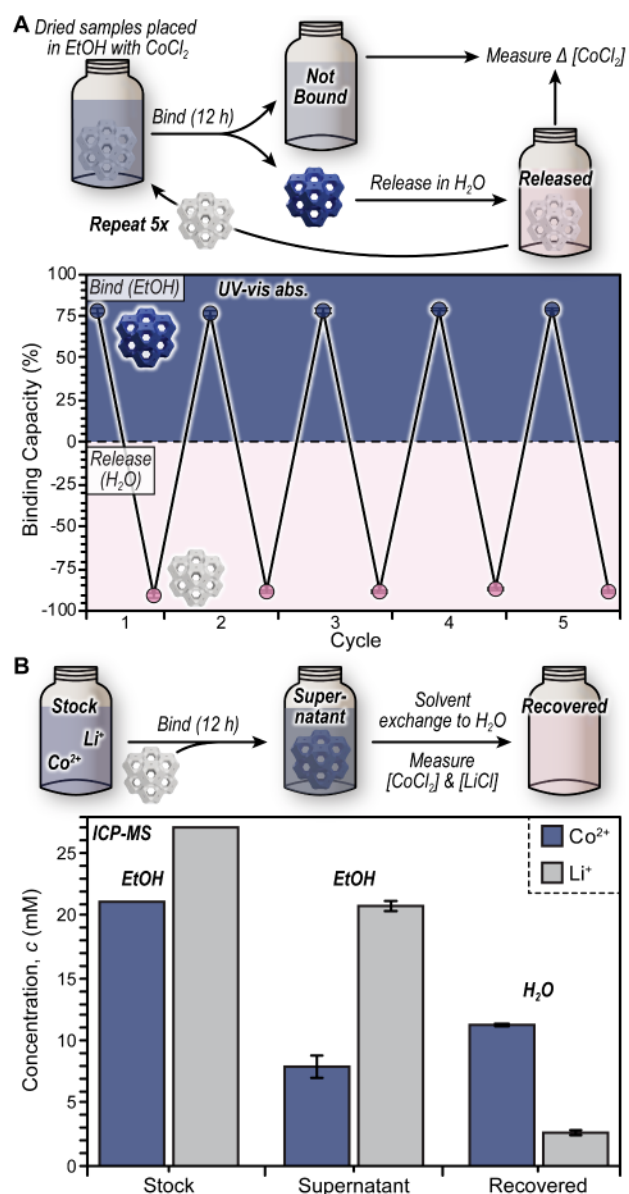 A
Dried samples placed
in EtOH with CoCl₂
Bind (12 h)
Not
Bound
Measure Δ [CoCl₂]
Release in H₂O
Released
Repeat 5x
Bind (EtOH)
UV-vis abs.
Release
(H₂O)
Binding Capacity (%)
100
75
50
25
0
-25
-50
-75
-100
1 2 3 4 5
Cycle
B
Stock
Li⁺
Co²⁺
Bind (12 h)
Super-
natant
Solvent
exchange to H₂O
Measure
[CoCl₂] & [LiCl]
Recovered
ICP-MS
EtOH
EtOH
H₂O
Co²⁺
Li⁺
Concentration, c (mM)
25
20
15
10
5
0
Stock Supernatant Recovered